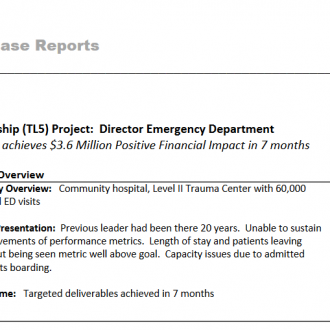 ase Reports
ship (TL5) Project: Director Emergency Department
achieves $3.6 Million Positive Financial Impact in 7 months
Overview
y Overview: Community hospital, Level II Trauma Center with 60,000
l ED visits
Presentation: Previous leader had been there 20 years. Unable to sustain
vements of performance metrics. Length of stay and patients leaving
ut being seen metric well above goal. Capacity issues due to admitted
ts boarding.
me: Targeted deliverables achieved in 7 months